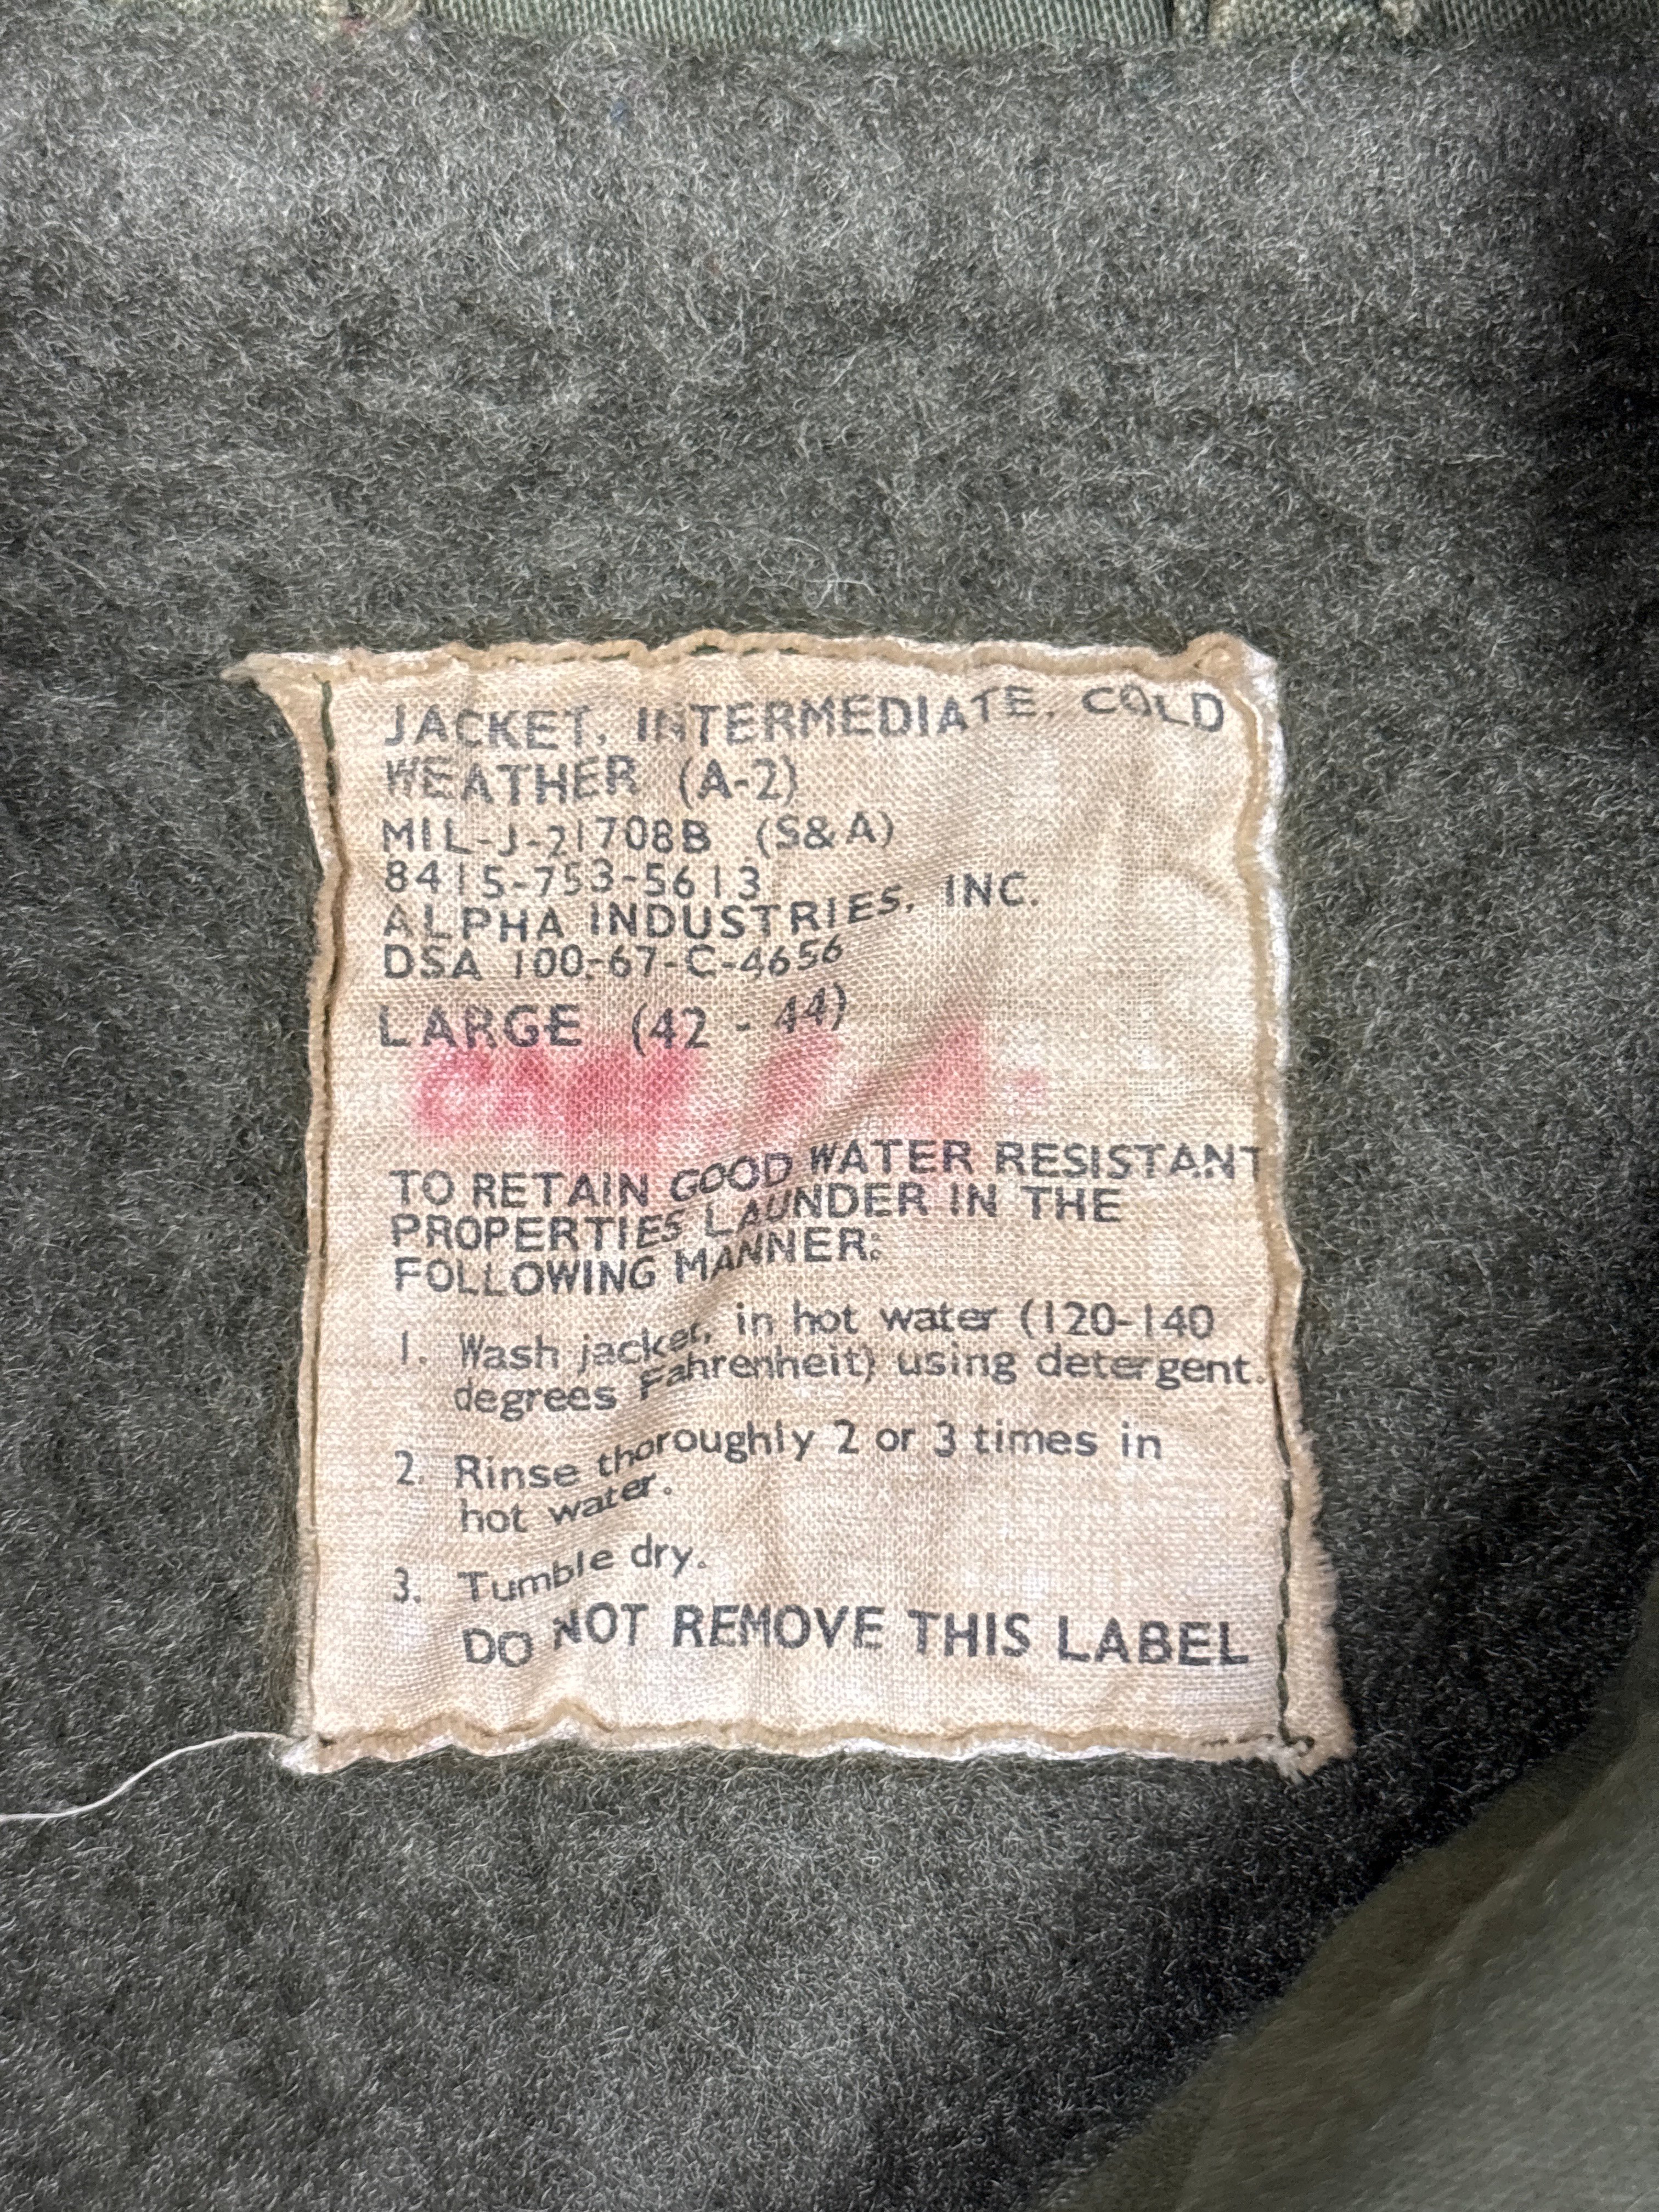 JACKET, INTERMEDIATE, COLD
WEATHER (A-2)
MIL-J-21708B (S&A)
8415-753-5613
ALPHA INDUSTRIES, INC.
DSA 100-67-C-4656
LARGE (42 - 44)
TO RETAIN GOOD WATER RESISTANT
PROPERTIES LAUNDER IN THE
FOLLOWING MANNER:
1. Wash jacket, in hot water (120-140
degrees Fahrenheit) using detergent.
2. Rinse thoroughly 2 or 3 times in
hot water.
3. Tumble dry.
DO NOT REMOVE THIS LABEL